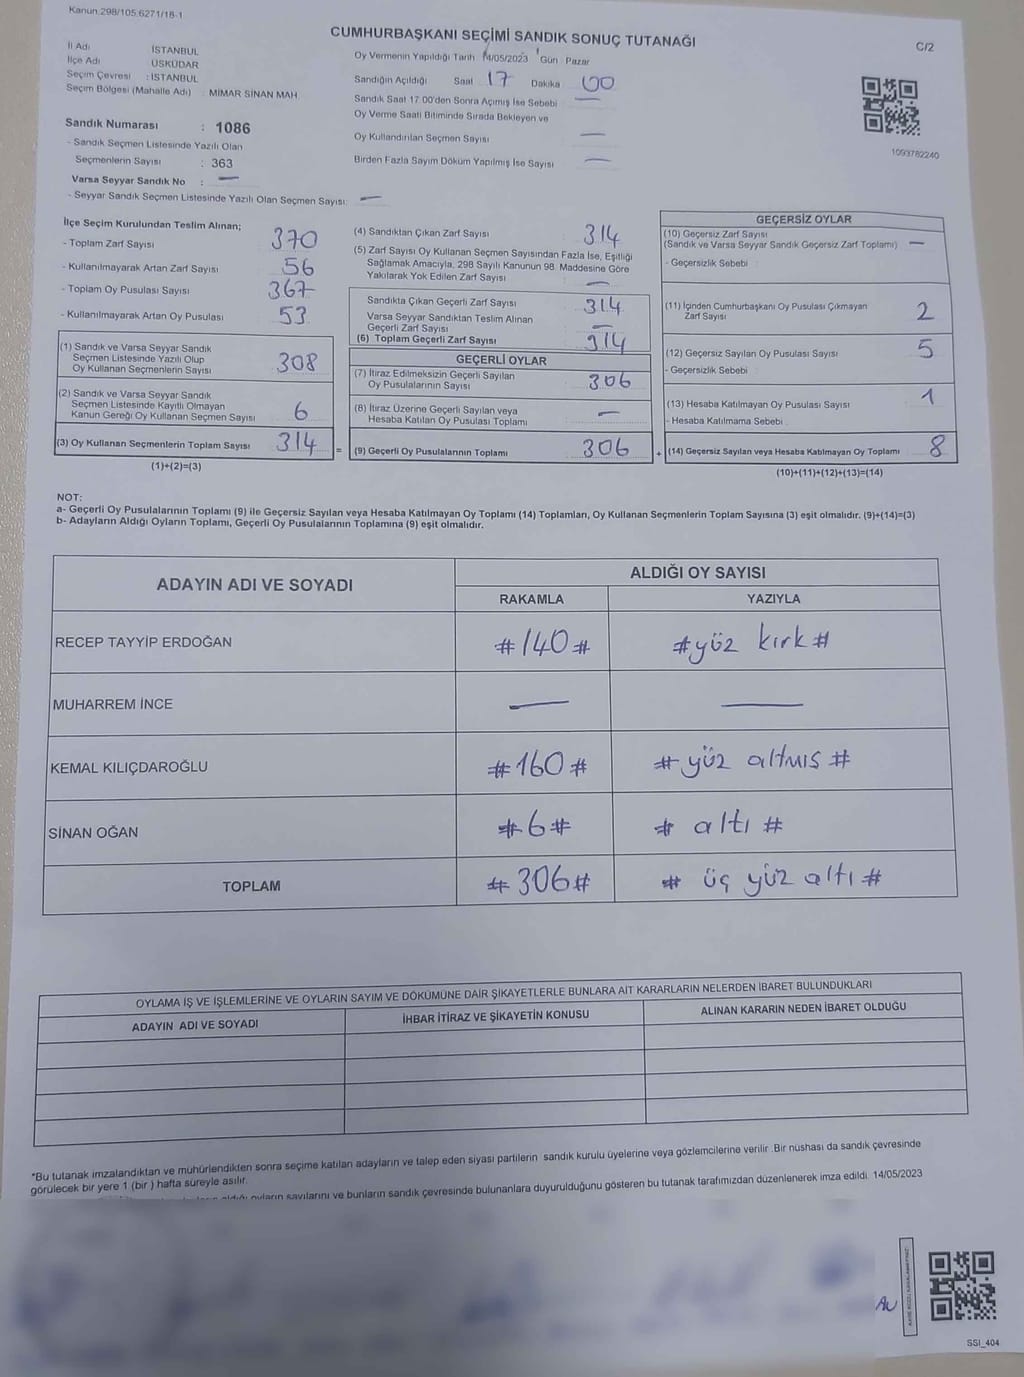 Kanun.298/105.6271/18-1
CUMHURBAŞKANI SEÇİMİ SANDIK SONUÇ TUTANAĞI
C/2
İl Adı İSTANBUL
İlçe Adı ÜSKÜDAR
Seçim Çevresi : İSTANBUL
Seçim Bölgesi (Mahalle Adı) : MİMAR SİNAN MAH.
Sandık Numarası : 1086
- Sandık Seçmen Listesinde Yazılı Olan
Seçmenlerin Sayısı : 363
Varsa Seyyar Sandık No : —
- Seyyar Sandık Seçmen Listesinde Yazılı Olan Seçmen Sayısı: —
Oy Vermenin Yapıldığı Tarih 14/05/2023 Gün Pazar
Sandığın Açıldığı Saat 17 Dakika 00
Sandık Saat 17.00'den Sonra Açımış İse Sebebi —
Oy Verme Saati Bitiminde Sırada Bekleyen ve
Oy Kullandırılan Seçmen Sayısı —
Birden Fazla Sayım Döküm Yapılmış İse Sayısı —
1093782240
İlçe Seçim Kurulundan Teslim Alınan;
- Toplam Zarf Sayısı 370
- Kullanılmayarak Artan Zarf Sayısı 56
- Toplam Oy Pusulası Sayısı 367
- Kullanılmayarak Artan Oy Pusulası 53
(1) Sandık ve Varsa Seyyar Sandık
Seçmen Listesinde Yazılı Olup
Oy Kullanan Seçmenlerin Sayısı 308
(2) Sandık ve Varsa Seyyar Sandık
Seçmen Listesinde Kayıtlı Olmayan
Kanun Gereği Oy Kullanan Seçmen Sayısı 6
(3) Oy Kullanan Seçmenlerin Toplam Sayısı 314 =
(1)+(2)=(3)
(4) Sandıktan Çıkan Zarf Sayısı 314
(5) Zarf Sayısı Oy Kullanan Seçmen Sayısından Fazla İse, Eşitliği
Sağlamak Amacıyla, 298 Sayılı Kanunun 98. Maddesine Göre
Yakılarak Yok Edilen Zarf Sayısı —
Sandıkta Çıkan Geçerli Zarf Sayısı 314
Varsa Seyyar Sandıktan Teslim Alınan
Geçerli Zarf Sayısı —
(6) Toplam Geçerli Zarf Sayısı 314
GEÇERLİ OYLAR
(7) İtiraz Edilmeksizin Geçerli Sayılan
Oy Pusulalarının Sayısı 306
(8) İtiraz Üzerine Geçerli Sayılan veya
Hesaba Katılan Oy Pusulası Toplamı —
(9) Geçerli Oy Pusulalarının Toplamı 306 +
GEÇERSİZ OYLAR
(10) Geçersiz Zarf Sayısı
(Sandık ve Varsa Seyyar Sandık Geçersiz Zarf Toplamı) —
- Geçersizlik Sebebi
(11) İçinden Cumhurbaşkanı Oy Pusulası Çıkmayan
Zarf Sayısı 2
(12) Geçersiz Sayılan Oy Pusulası Sayısı 5
- Geçersizlik Sebebi
(13) Hesaba Katılmayan Oy Pusulası Sayısı 1
- Hesaba Katılmama Sebebi
(14) Geçersiz Sayılan veya Hesaba Katılmayan Oy Toplamı 8
(10)+(11)+(12)+(13)=(14)
NOT:
a- Geçerli Oy Pusulalarının Toplamı (9) ile Geçersiz Sayılan veya Hesaba Katılmayan Oy Toplamı (14) Toplamları, Oy Kullanan Seçmenlerin Toplam Sayısına (3) eşit olmalıdır. (9)+(14)=(3)
b- Adayların Aldığı Oyların Toplamı, Geçerli Oy Pusulalarının Toplamına (9) eşit olmalıdır.
ADAYIN ADI VE SOYADI
ALDIĞI OY SAYISI
RAKAMLA YAZIYLA
RECEP TAYYİP ERDOĞAN #140# #yüz kırk#
MUHARREM İNCE — —
KEMAL KILIÇDAROĞLU #160# #yüz altmış#
SİNAN OĞAN #6# #altı#
TOPLAM #306# #üç yüz altı#
OYLAMA İŞ VE İŞLEMLERİNE VE OYLARIN SAYIM VE DÖKÜMÜNE DAİR ŞİKAYETLERLE BUNLARA AİT KARARLARIN NELERDEN İBARET BULUNDUKLARI
ADAYIN ADI VE SOYADI İHBAR İTİRAZ VE ŞİKAYETİN KONUSU ALINAN KARARIN NEDEN İBARET OLDUĞU
"Bu tutanak imzalandıktan ve mühürlendikten sonra seçime katılan adayların ve talep eden siyasi partilerin sandık kurulu üyelerine veya gözlemcilerine verilir. Bir nüshası da sandık çevresinde
görülecek bir yere 1 (bir ) hafta süreyle asılır.
aldığı oyların sayılarını ve bunların sandık çevresinde bulunanlara duyurulduğunu gösteren bu tutanak tarafımızdan düzenlenerek imza edildi. 14/05/2023
SSI_404